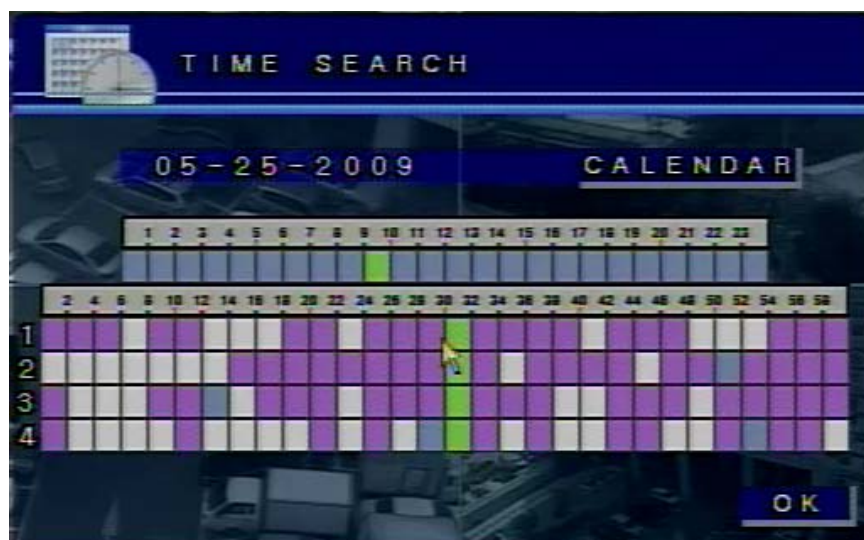 TIME SEARCH
05-25-2009 CALENDAR
1 2 3 4 5 6 7 8 9 10 11 12 13 14 15 16 17 18 19 20 21 22 23
2 4 6 8 10 12 14 16 18 20 22 24 26 28 30 32 34 36 38 40 42 44 46 48 50 52 54 56 58
1
2
3
4
OK